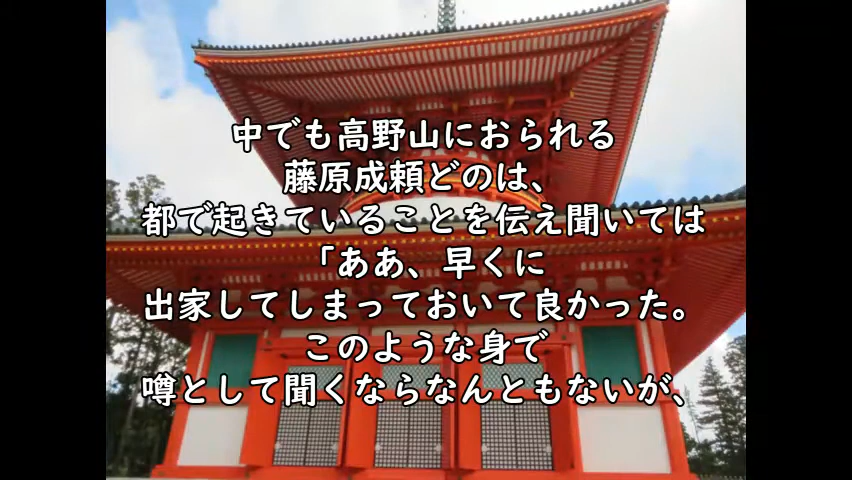 中でも高野山におられる
藤原成頼どのは、
都で起きていることを伝え聞いては
「ああ、早くに
出家してしまっておいて良かった。
このような身で
噂として聞くならなんともないが、